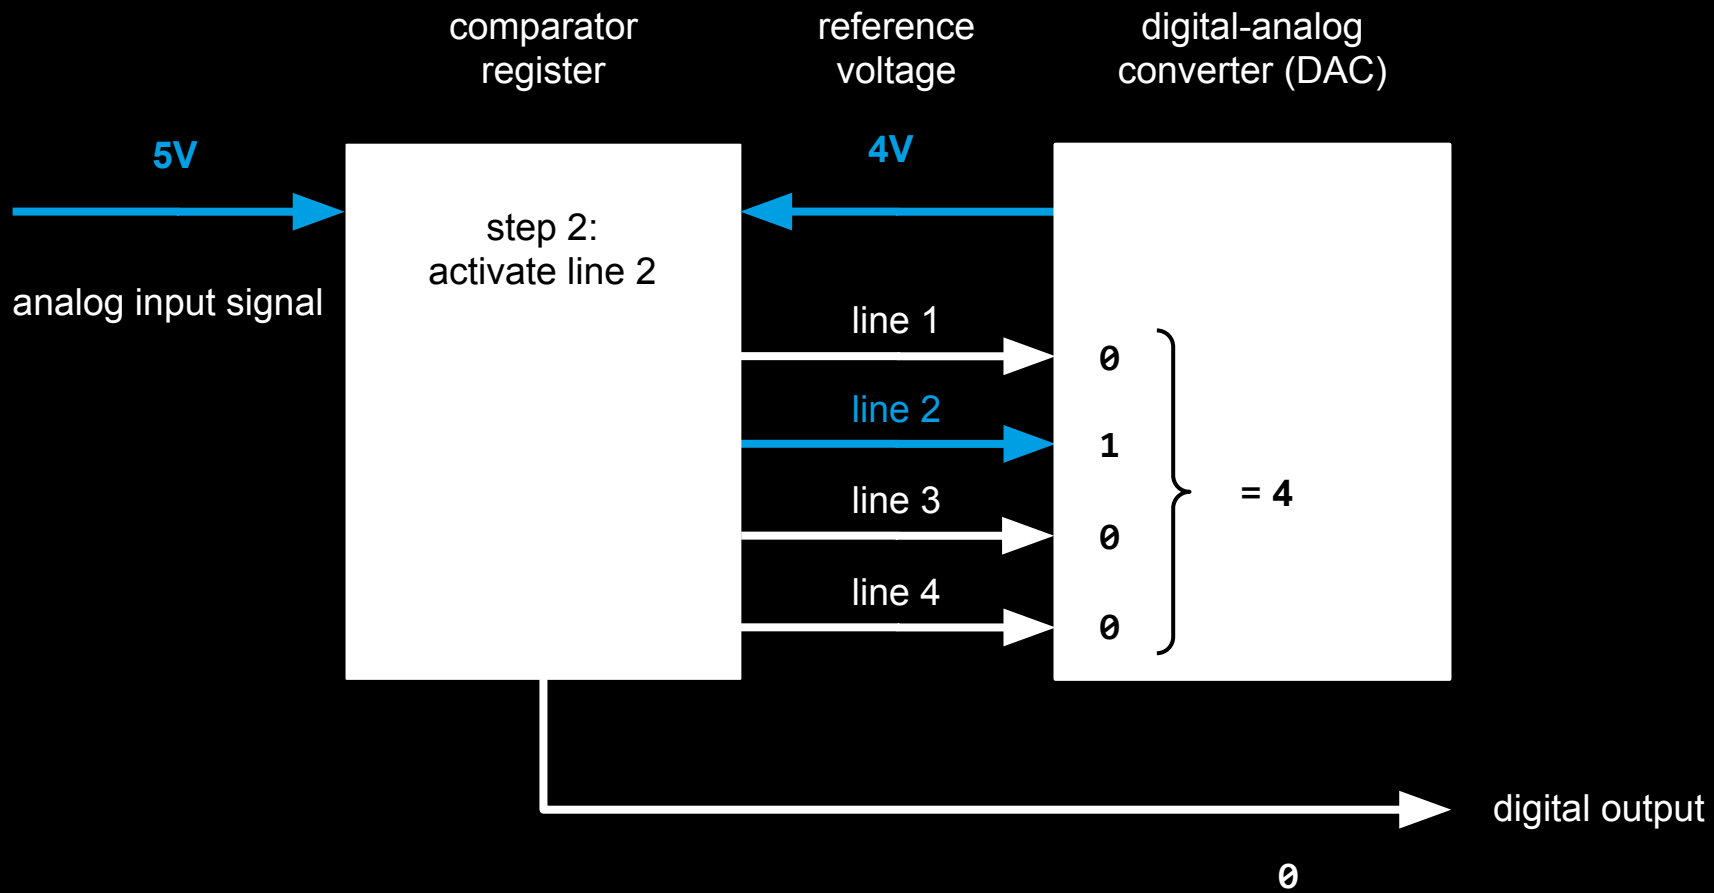 comparator
register
reference
voltage
digital-analog
converter (DAC)
5V
4V
step 2:
activate line 2
analog input signal
line 1
0
line 2
1
= 4
line 3
0
line 4
0
digital output
0